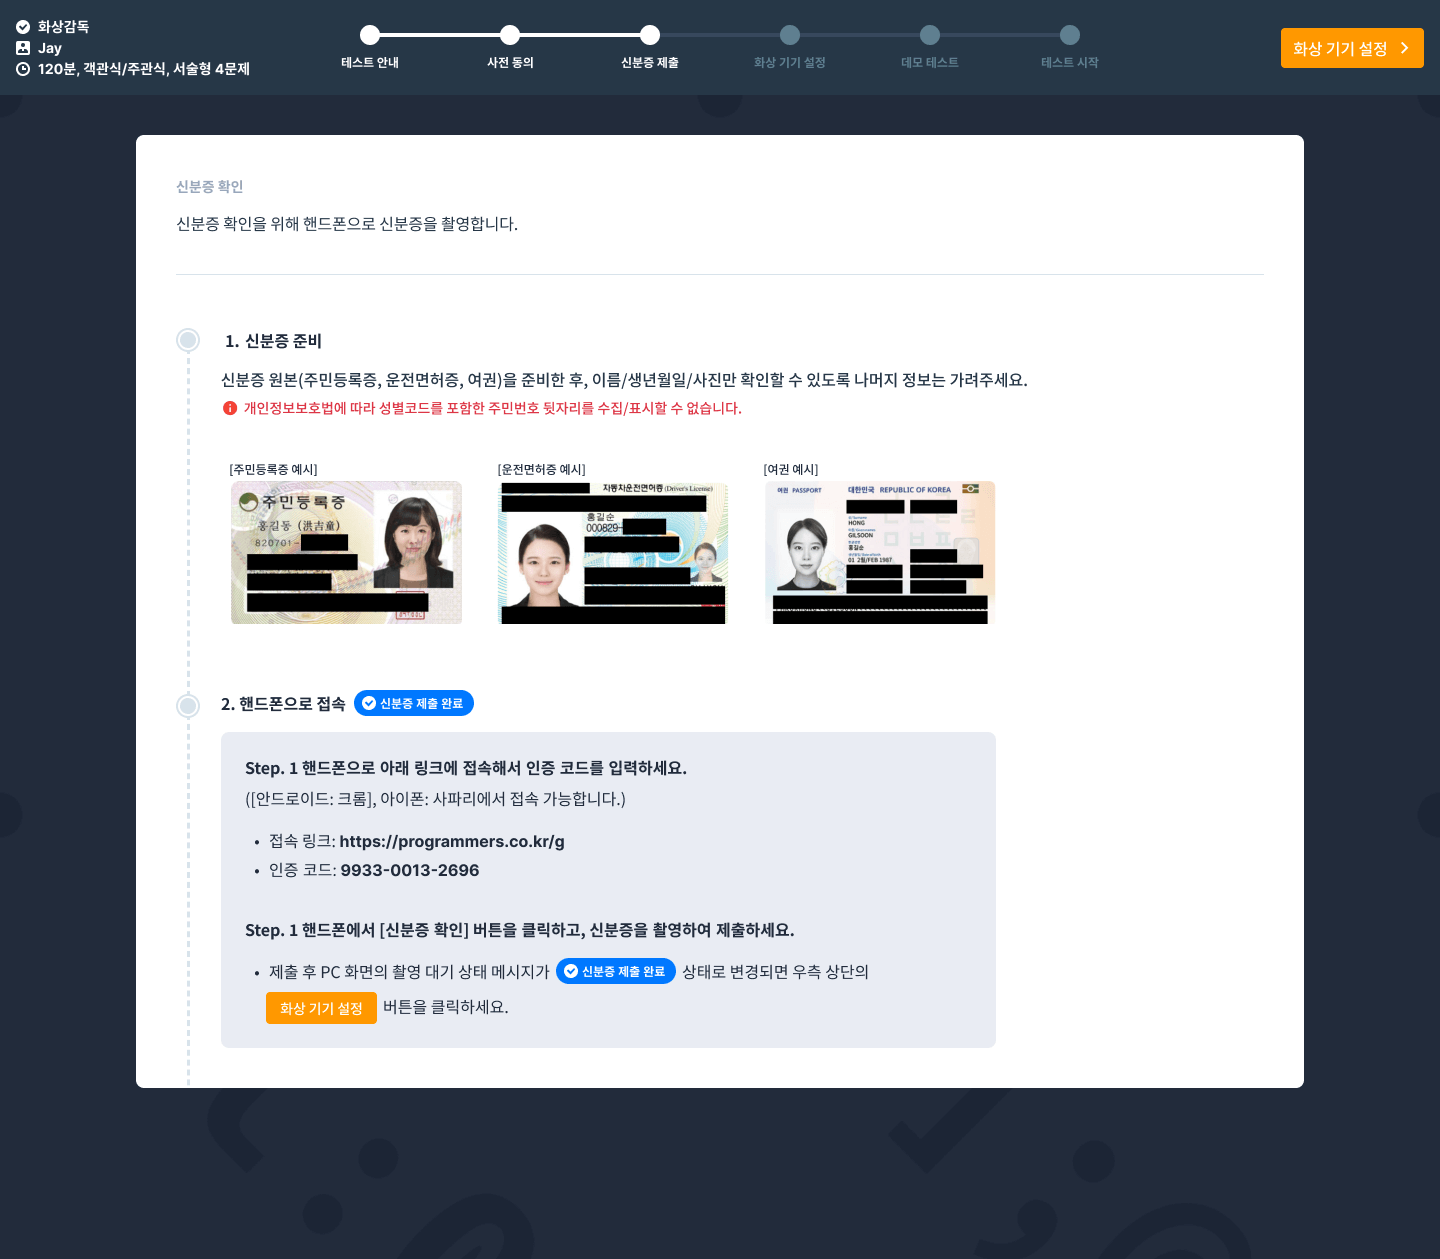 화상감독
Jay
120분, 객관식/주관식, 서술형 4문제
테스트 안내
사전 동의
신분증 제출
화상 기기 설정
데모 테스트
테스트 시작
화상 기기 설정
신분증 확인
신분증 확인을 위해 핸드폰으로 신분증을 촬영합니다.
1. 신분증 준비
신분증 원본(주민등록증, 운전면허증, 여권)을 준비한 후, 이름/생년월일/사진만 확인할 수 있도록 나머지 정보는 가려주세요.
개인정보보호법에 따라 성별코드를 포함한 주민번호 뒷자리를 수집/표시할 수 없습니다.
[주민등록증 예시]
주민등록증
홍길동 (洪吉童)
820701-
[운전면허증 예시]
자동차운전면허증 (Driver's License)
홍길순
000829-
[여권 예시]
여권 PASSPORT
대한민국 REPUBLIC OF KOREA
HONG
GILSOON
홍길순
01 2월/FEB 1987
2. 핸드폰으로 접속
신분증 제출 완료
Step. 1 핸드폰으로 아래 링크에 접속해서 인증 코드를 입력하세요.
([안드로이드: 크롬], 아이폰: 사파리에서 접속 가능합니다.)
• 접속 링크: https://programmers.co.kr/g
• 인증 코드: 9933-0013-2696
Step. 1 핸드폰에서 [신분증 확인] 버튼을 클릭하고, 신분증을 촬영하여 제출하세요.
• 제출 후 PC 화면의 촬영 대기 상태 메시지가 신분증 제출 완료 상태로 변경되면 우측 상단의
화상 기기 설정 버튼을 클릭하세요.